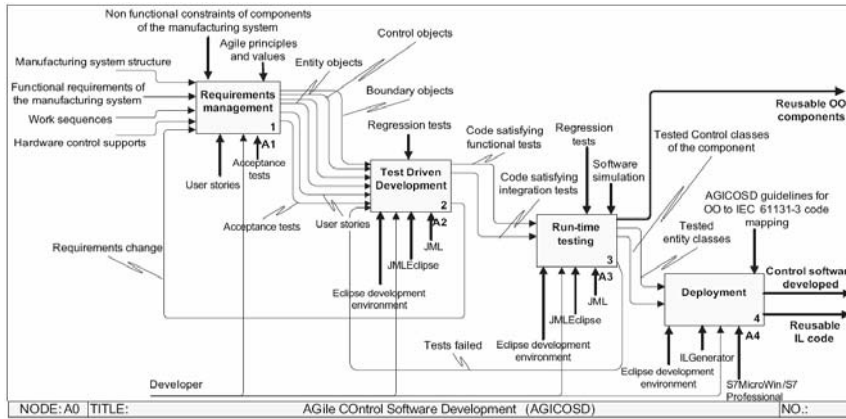 Non functional constraints of components
of the manufacturing system
Agile principles
and values
Control objects
Entity objects
Boundary objects
Manufacturing system structure
Functional requirements of
the manufacturing system
Work sequences
Hardware control supports
Requirements
management
1
A1
User stories
Acceptance
tests
Regression tests
Test Driven
Development
2
A2
Acceptance tests
User stories
JML
JMLEclipse
Eclipse development
environment
Requirements change
Code satisfying
functional tests
Code satisfying
integration tests
Regression
tests
Software
simulation
Run-time
testing
3
A3
JML
JMLEclipse
Eclipse development
environment
Tests failed
Reusable OO
components
Tested Control classes
of the component
AGICOSD guidelines for
OO to IEC 61131-3 code
mapping
Tested
entity classes
Deployment
4
A4
Control software
developed
Reusable
IL code
ILGenerator
Eclipse development
environment
S7MicroWin/S7
Professional
Developer
NODE: A0 TITLE: AGile COntrol Software Development (AGICOSD) NO.: